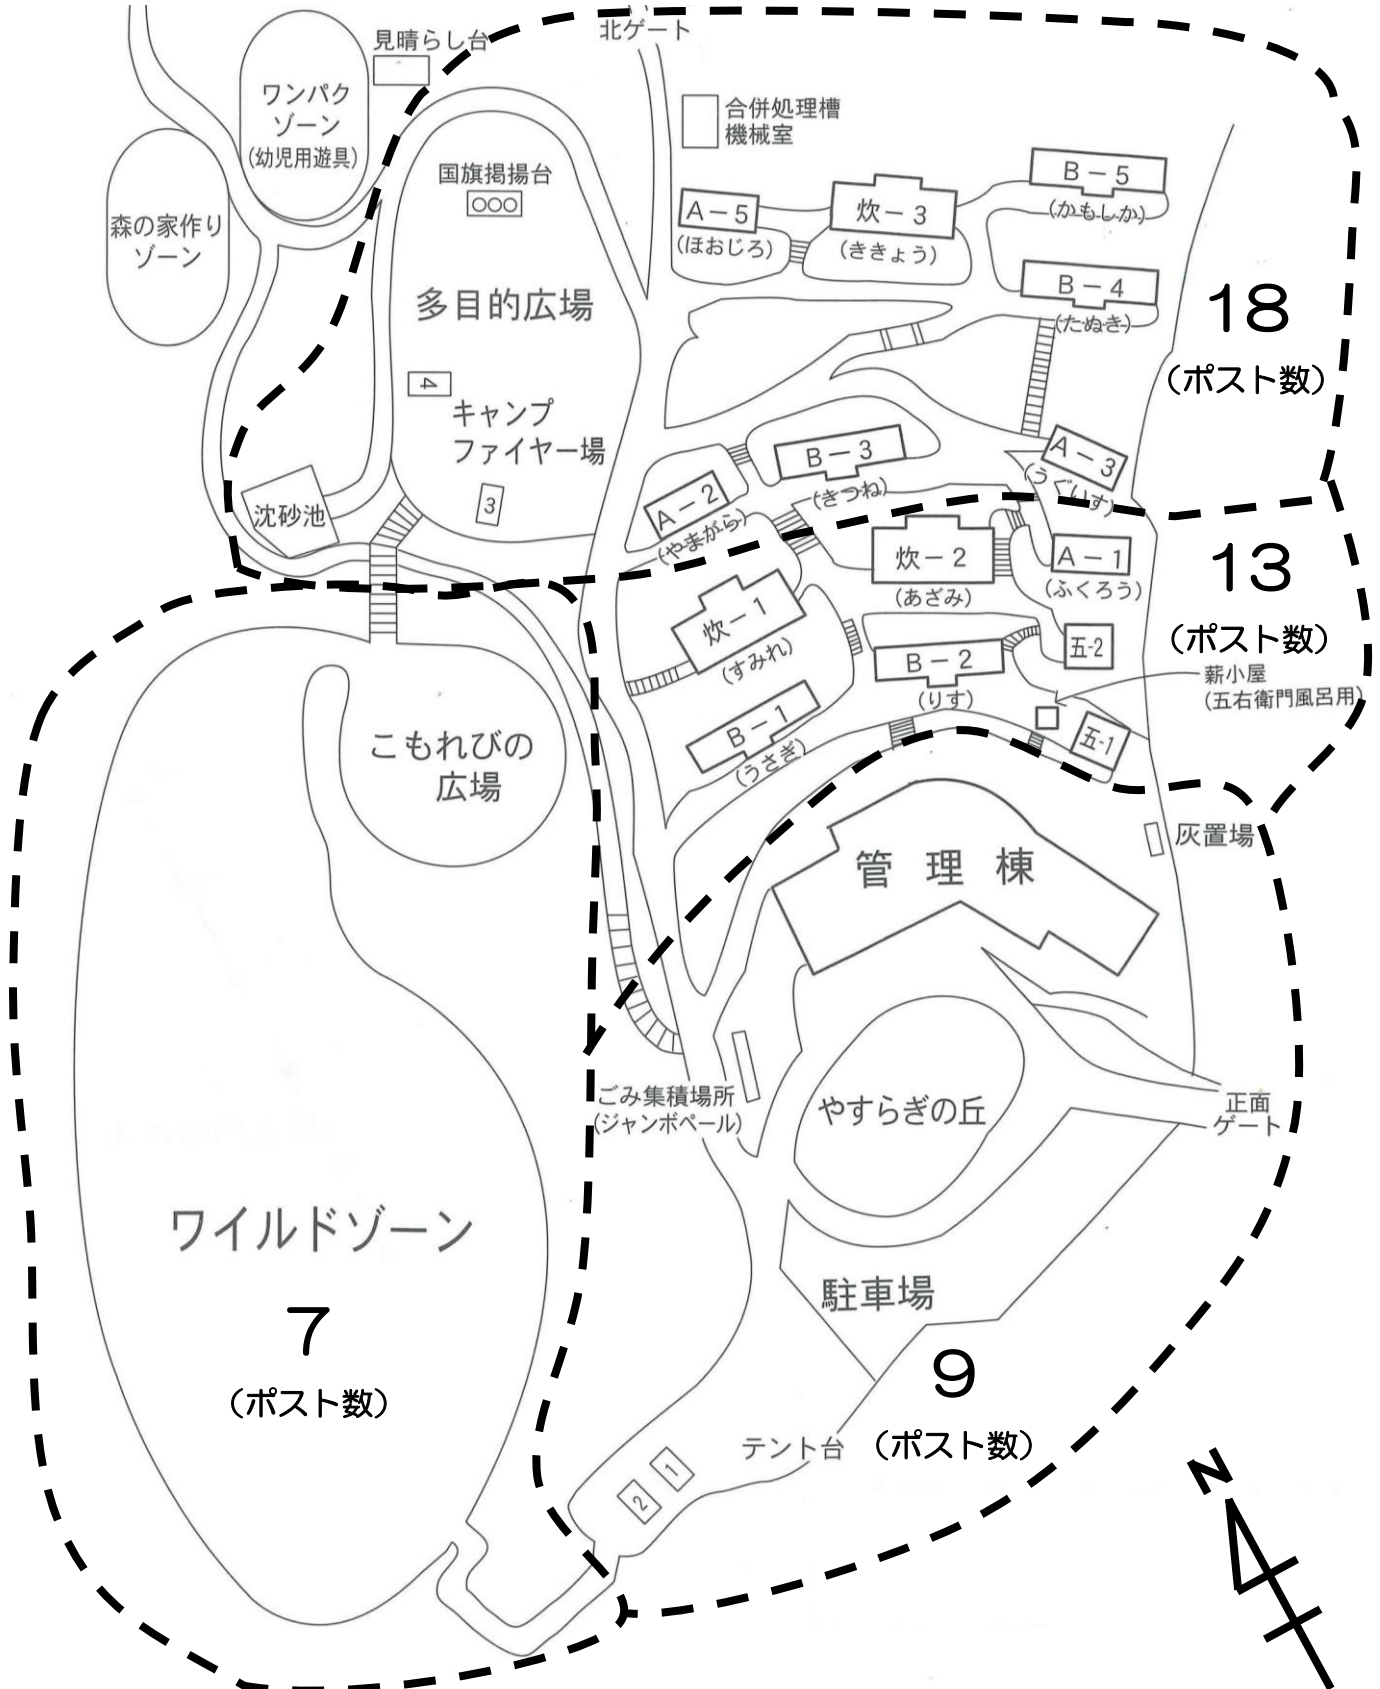 北ゲート
見晴らし台
ワンパク
ゾーン
(幼児用遊具)
合併処理槽
機械室
国旗掲揚台
森の家作り
ゾーン
A－5
(ほおじろ)
炊－3
(ききょう)
B－5
(かもしか)
B－4
(たぬき)
多目的広場
18
(ポスト数)
4
キャンプ
ファイヤー場
3
沈砂池
B－3
(きつね)
A－3
(うぐいす)
A－2
(やまがら)
炊－2
(あざみ)
A－1
(ふくろう)
13
(ポスト数)
炊－1
(すみれ)
B－2
(りす)
五-2
薪小屋
(五右衛門風呂用)
B－1
(うさぎ)
五-1
こもれびの
広場
管理棟
灰置場
ごみ集積場所
(ジャンボペール)
やすらぎの丘
正面
ゲート
ワイルドゾーン
7
(ポスト数)
駐車場
9
(ポスト数)
テント台
1
2
N